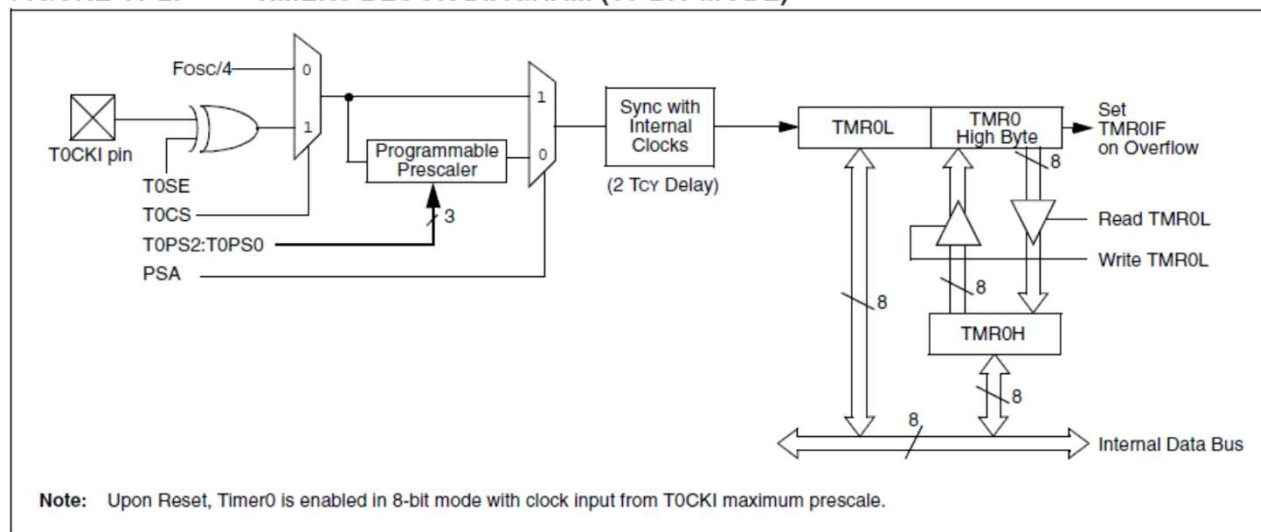 FOSC/4
0
1
T0CKI pin
T0SE
T0CS
T0PS2:T0PS0
PSA
Programmable
Prescaler
3
1
0
Sync with
Internal
Clocks
(2 TCY Delay)
TMR0L
TMR0
High Byte
8
Set
TMR0IF
on Overflow
Read TMR0L
Write TMR0L
8
8
TMR0H
8
8
Internal Data Bus
Note: Upon Reset, Timer0 is enabled in 8-bit mode with clock input from T0CKI maximum prescale.